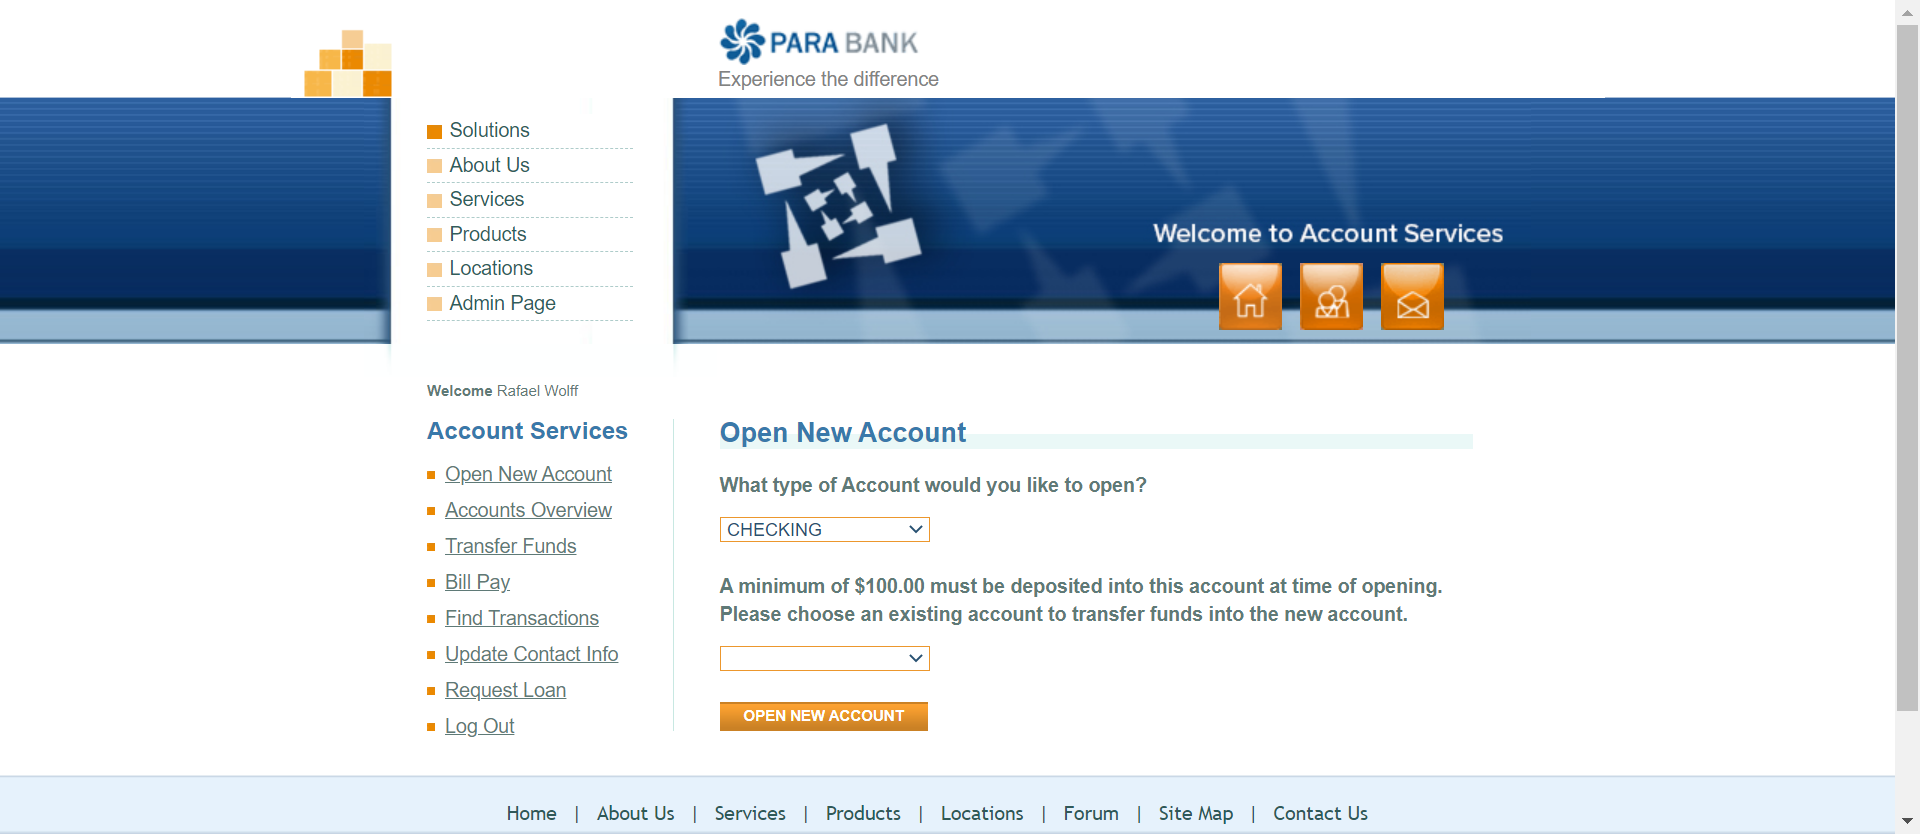 PARA BANK
Experience the difference
Solutions
About Us
Services
Products
Locations
Admin Page
Welcome to Account Services
Welcome Rafael Wolff
Account Services
Open New Account
Accounts Overview
Transfer Funds
Bill Pay
Find Transactions
Update Contact Info
Request Loan
Log Out
Open New Account
What type of Account would you like to open?
CHECKING
A minimum of $100.00 must be deposited into this account at time of opening.
Please choose an existing account to transfer funds into the new account.
OPEN NEW ACCOUNT
Home | About Us | Services | Products | Locations | Forum | Site Map | Contact Us